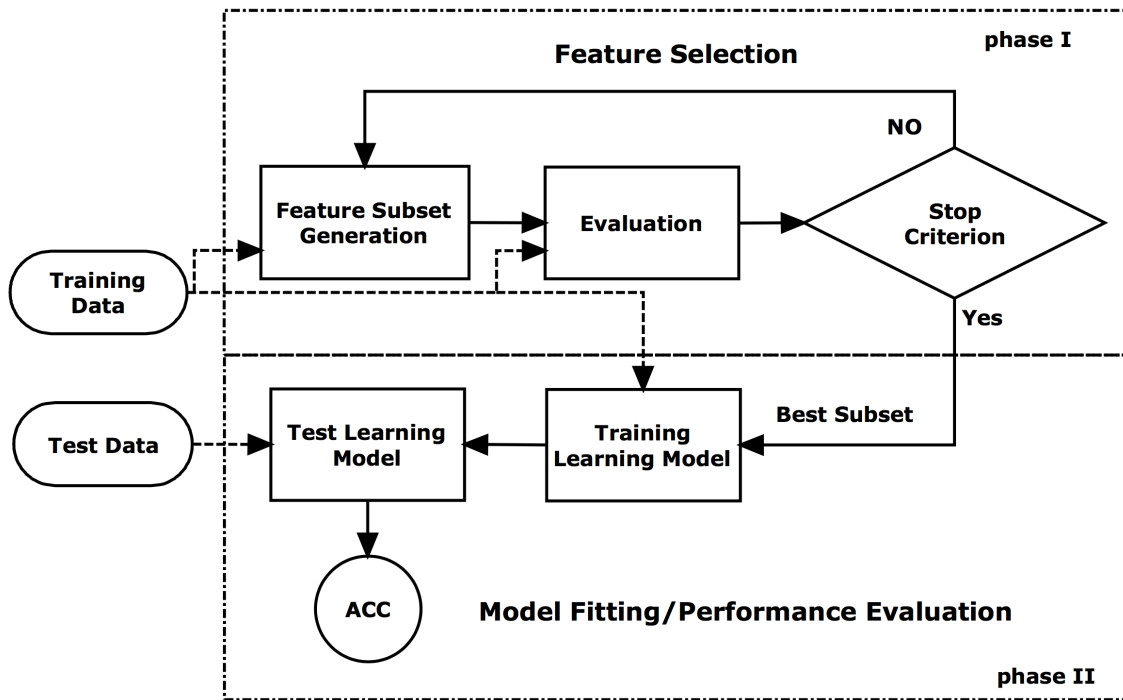 phase I
Feature Selection
NO
Feature Subset
Generation
Evaluation
Stop
Criterion
Training
Data
Yes
Best Subset
Test Data
Test Learning
Model
Training
Learning Model
ACC
Model Fitting/Performance Evaluation
phase II